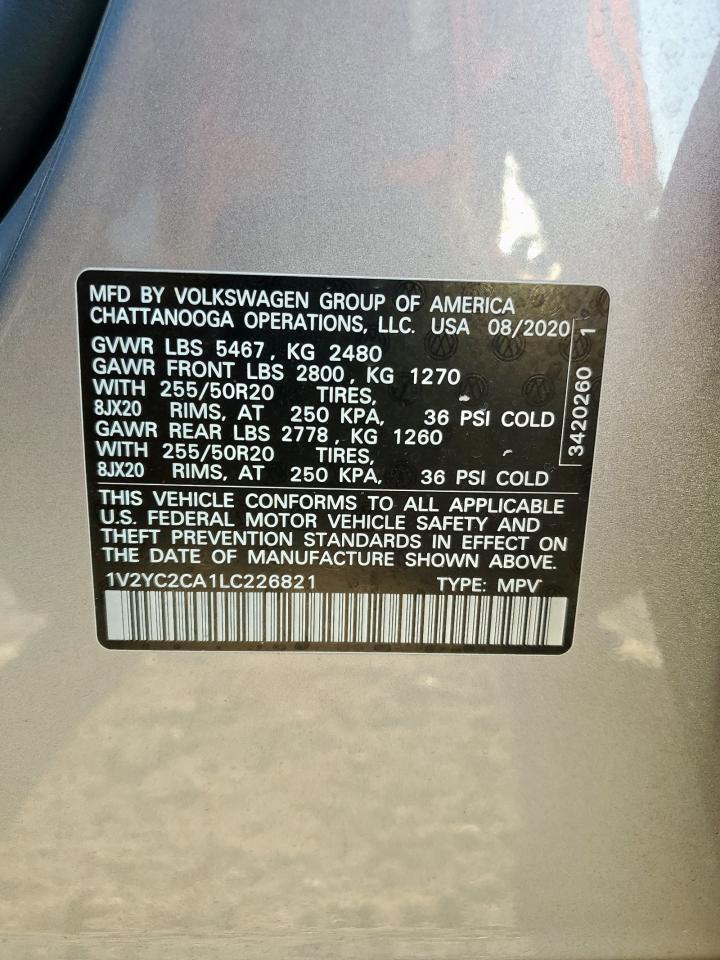 MFD BY VOLKSWAGEN GROUP OF AMERICA
CHATTANOOGA OPERATIONS, LLC. USA 08/2020
GVWR LBS 5467, KG 2480
GAWR FRONT LBS 2800, KG 1270
WITH 255/50R20 TIRES,
8JX20 RIMS, AT 250 KPA, 36 PSI COLD
GAWR REAR LBS 2778, KG 1260
WITH 255/50R20 TIRES,
8JX20 RIMS, AT 250 KPA, 36 PSI COLD
3420260 1
THIS VEHICLE CONFORMS TO ALL APPLICABLE
U.S. FEDERAL MOTOR VEHICLE SAFETY AND
THEFT PREVENTION STANDARDS IN EFFECT ON
THE DATE OF MANUFACTURE SHOWN ABOVE.
1V2YC2CA1LC226821 TYPE: MPV